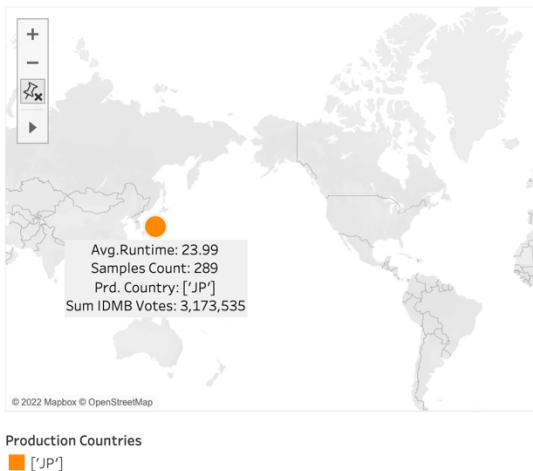 Avg.Runtime: 23.99
Samples Count: 289
Prd. Country: ['JP']
Sum IDMB Votes: 3,173,535
© 2022 Mapbox © OpenStreetMap
Production Countries
['JP']